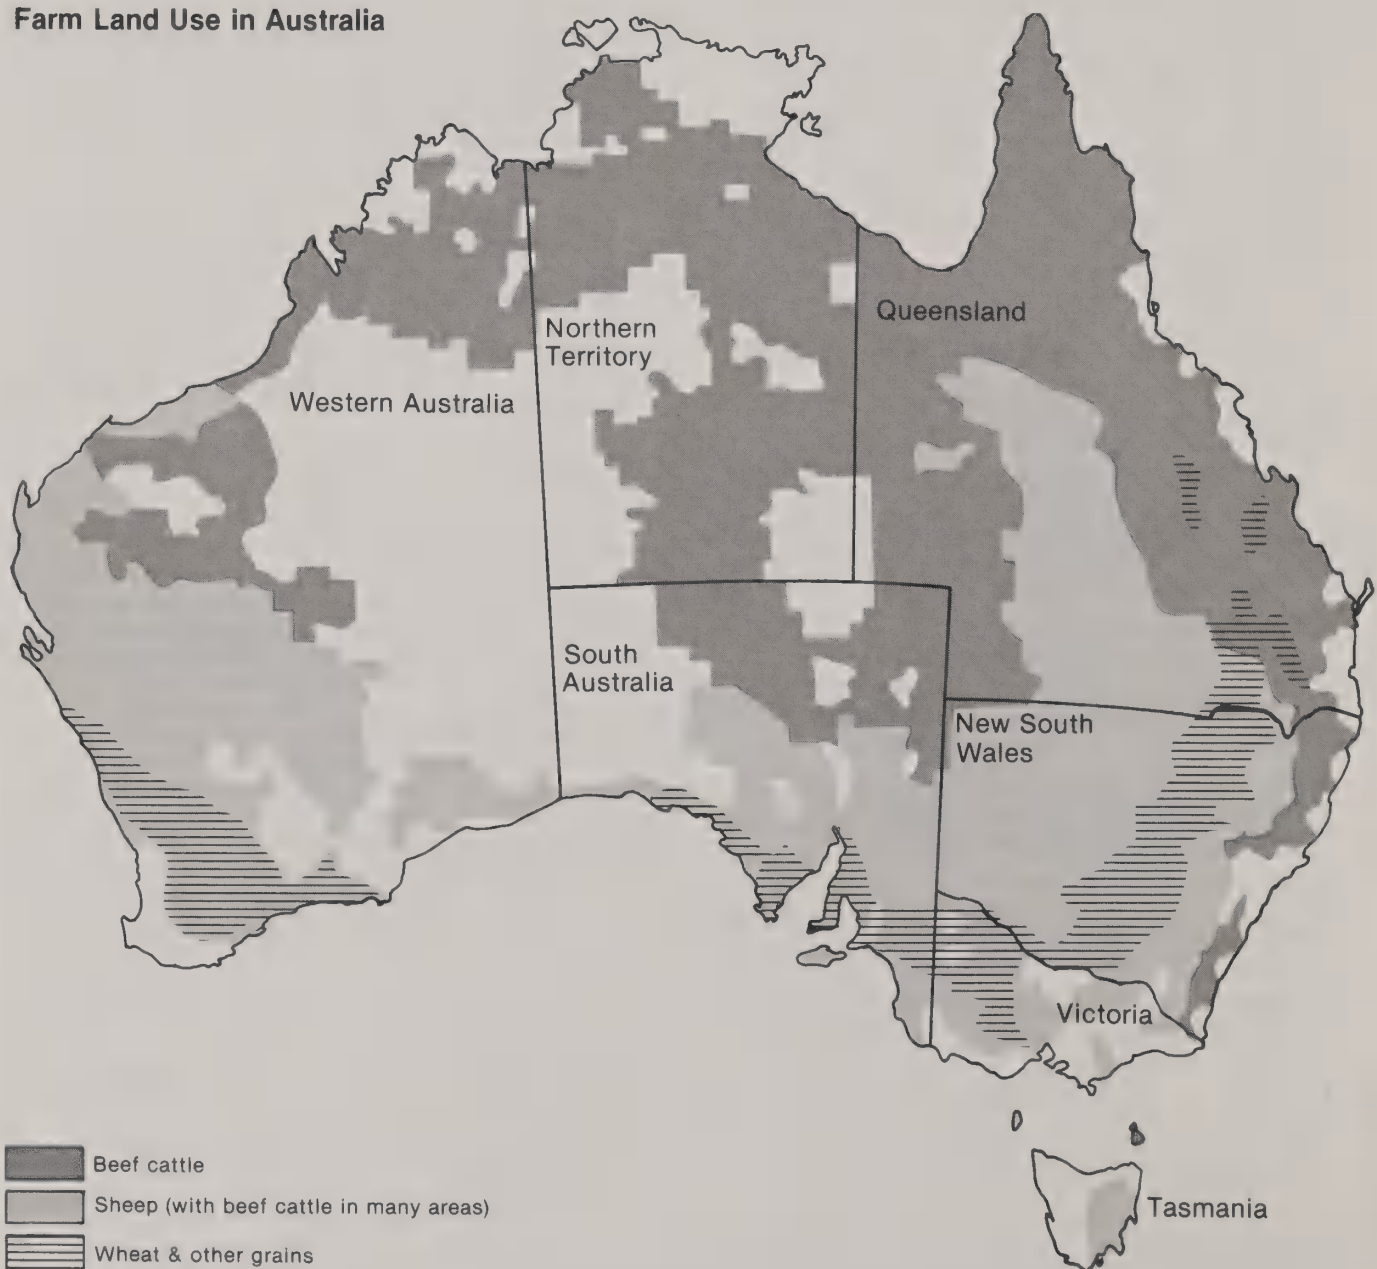 Farm Land Use in Australia
Queensland
Northern
Territory
Western Australia
South
Australia
New South
Wales
Victoria
Tasmania
Beef cattle
Sheep (with beef cattle in many areas)
Wheat & other grains